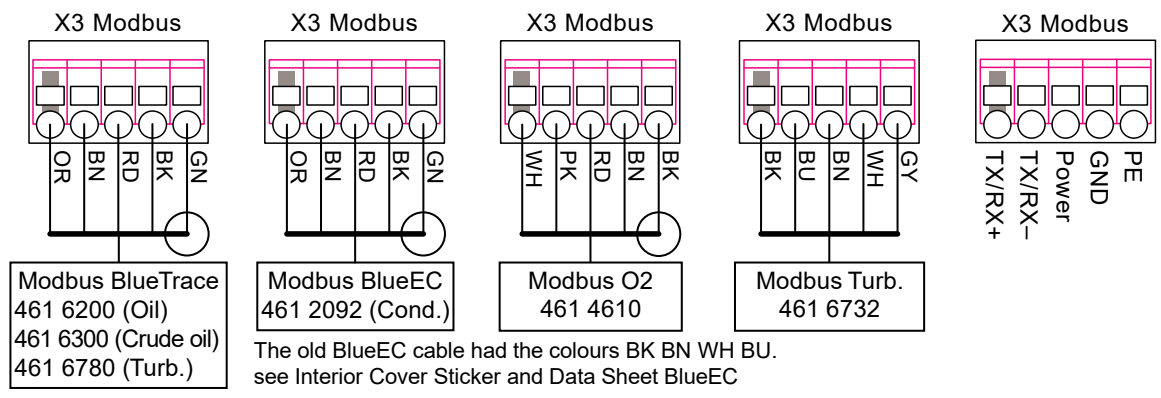 X3 Modbus
OR BN RD BK GN
Modbus BlueTrace
461 6200 (Oil)
461 6300 (Crude oil)
461 6780 (Turb.)
X3 Modbus
OR BN RD BK GN
Modbus BlueEC
461 2092 (Cond.)
X3 Modbus
WH PK RD BN BK
Modbus O2
461 4610
X3 Modbus
BK BU BN WH GY
Modbus Turb.
461 6732
X3 Modbus
TX/RX+
TX/RX–
Power
GND
PE
The old BlueEC cable had the colours BK BN WH BU.
see Interior Cover Sticker and Data Sheet BlueEC